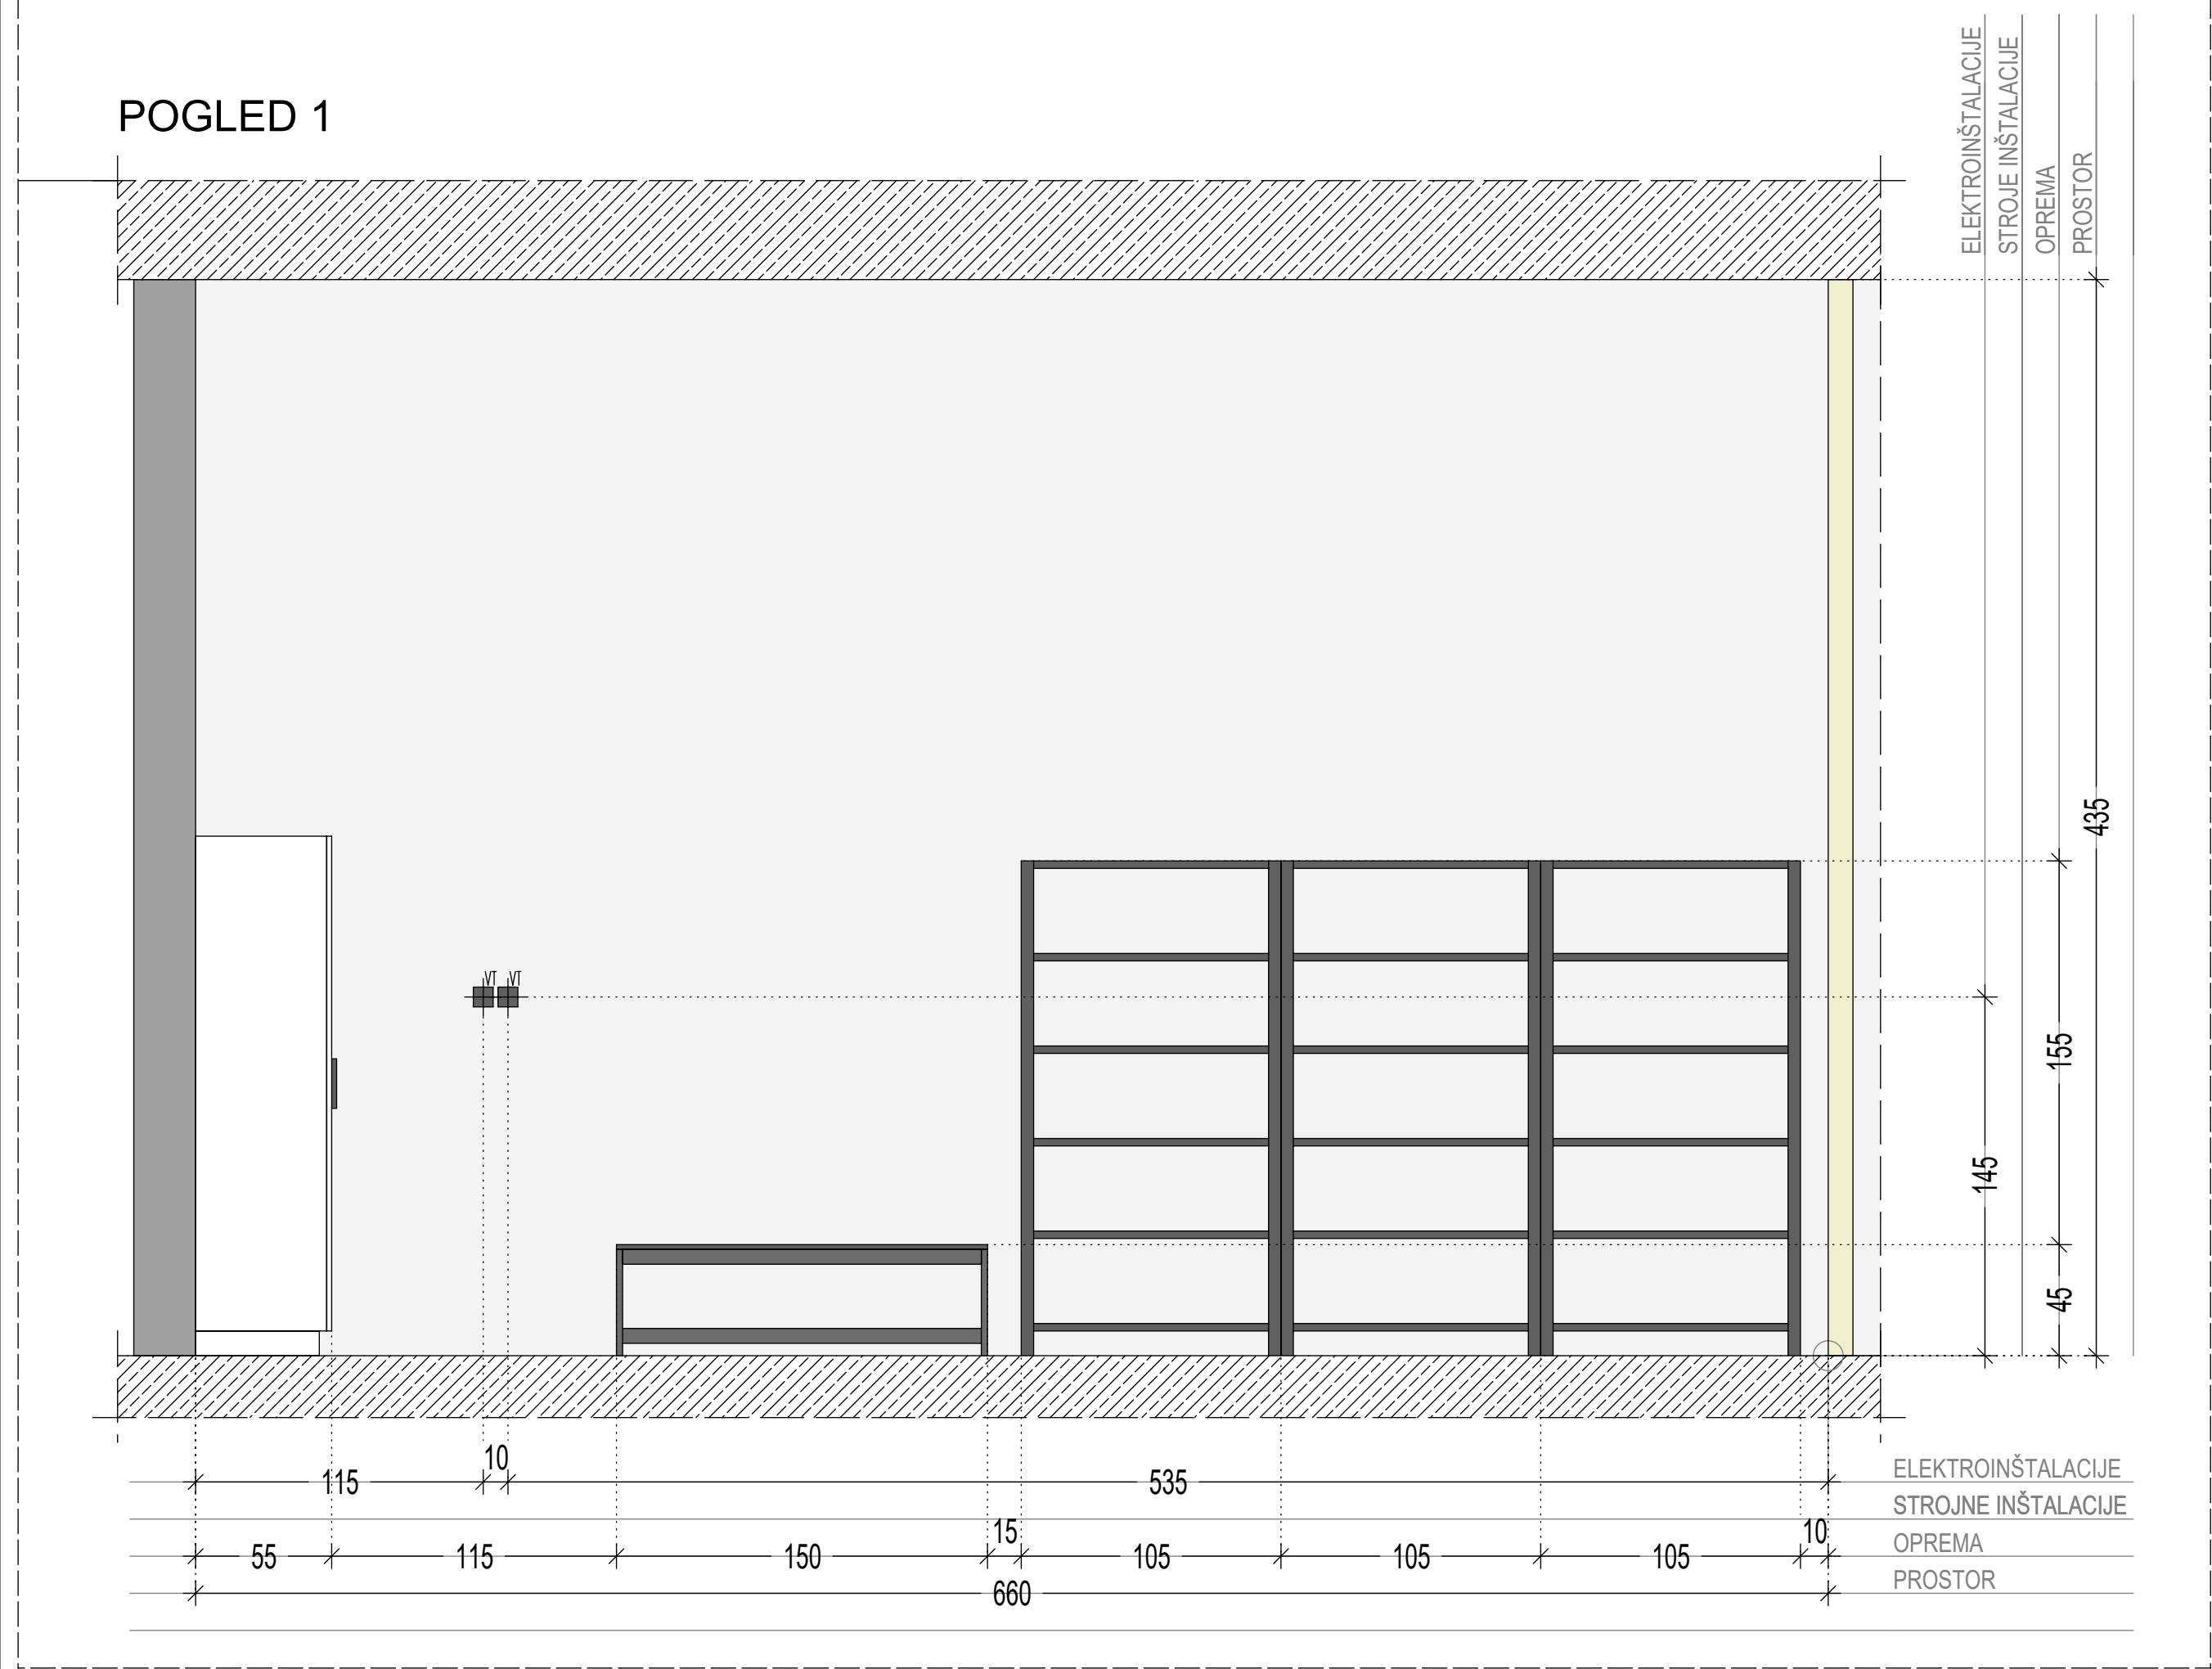 POGLED 1
ELEKTROINŠTALACIJE
STROJE INŠTALACIJE
OPREMA
PROSTOR
435
155
145
45
VT
VT
10
115
535
ELEKTROINŠTALACIJE
STROJNE INŠTALACIJE
15
10
OPREMA
55
115
150
105
105
105
PROSTOR
660